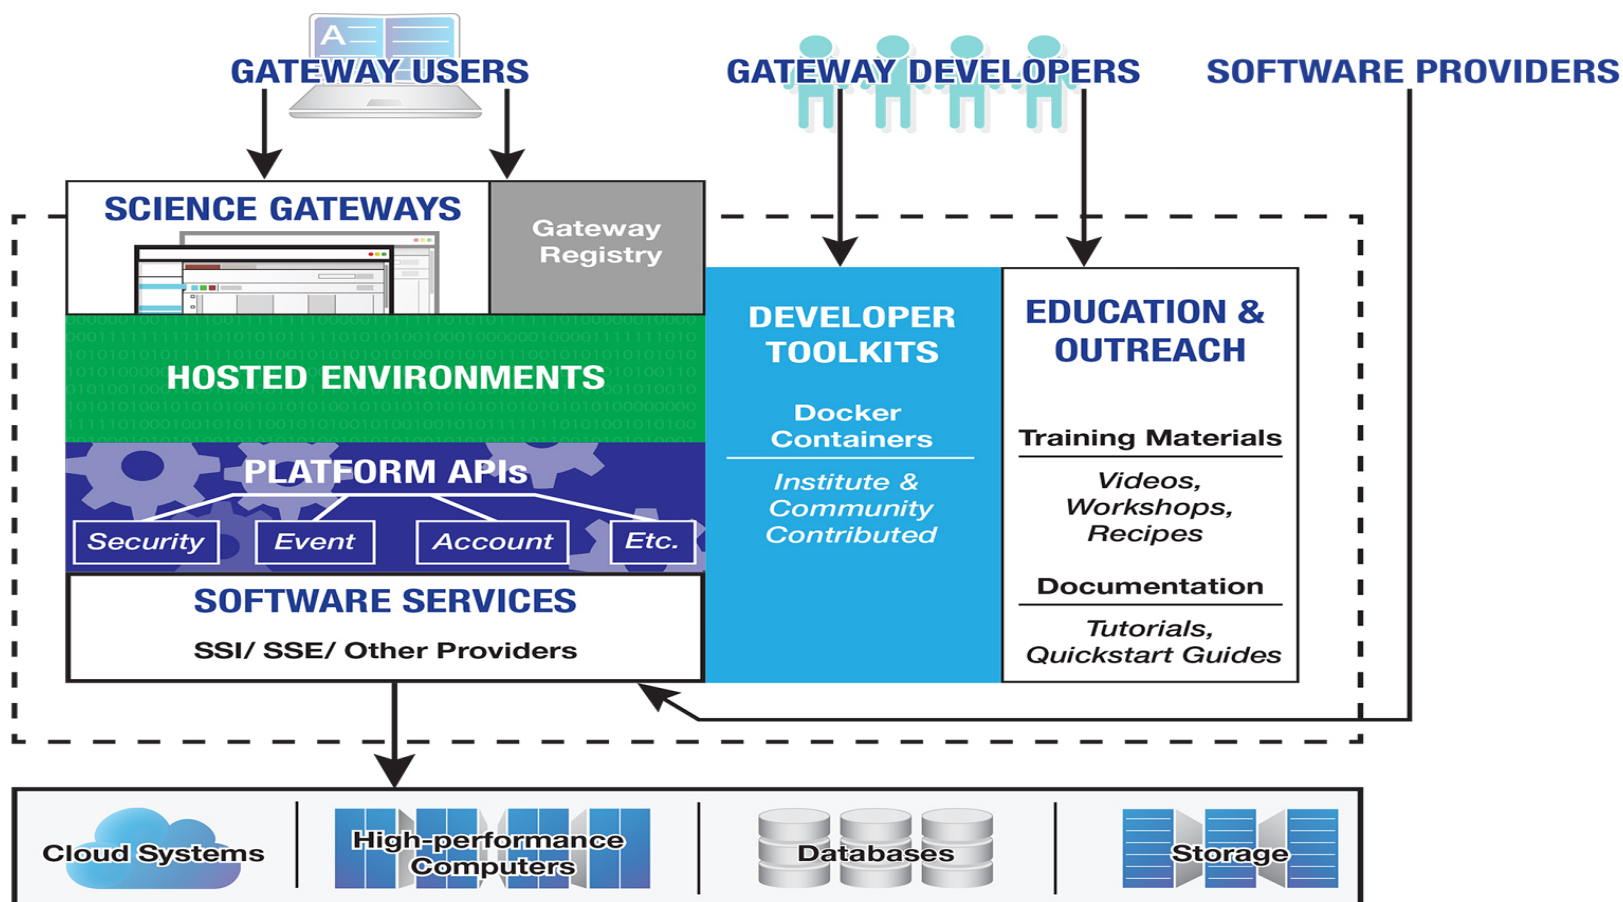 A
GATEWAY USERS
GATEWAY DEVELOPERS
SOFTWARE PROVIDERS
SCIENCE GATEWAYS
Gateway
Registry
HOSTED ENVIRONMENTS
PLATFORM APIs
Security
Event
Account
Etc.
SOFTWARE SERVICES
SSI/ SSE/ Other Providers
DEVELOPER
TOOLKITS
Docker
Containers
Institute &
Community
Contributed
EDUCATION &
OUTREACH
Training Materials
Videos,
Workshops,
Recipes
Documentation
Tutorials,
Quickstart Guides
Cloud Systems
High-performance
Computers
Databases
Storage